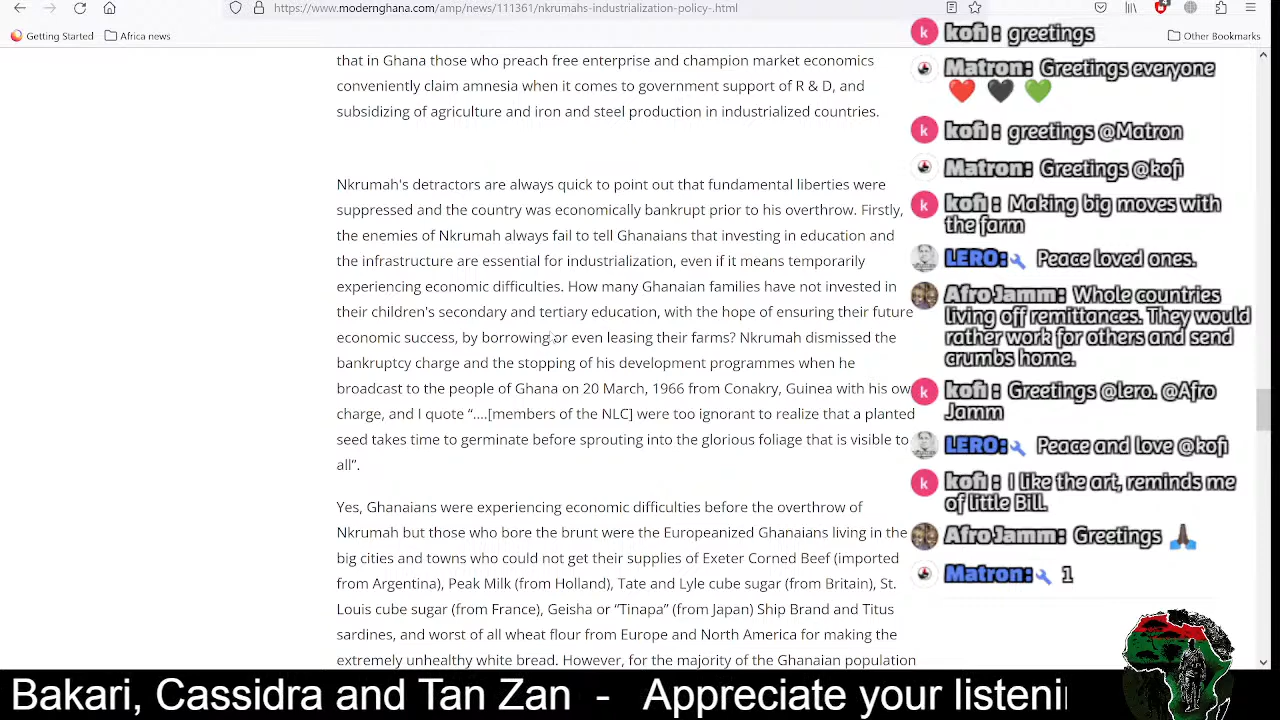 https://www.modernghana.com/amp/news/111361/nkrumahs-industrialization-policy-.html
4
Getting Started
Africa news
Other Bookmarks
that in Ghana those who preach free enterprise and champion market economics
conveniently claim amnesia when it comes to government support of R & D, and
subsidizing of agriculture and iron and steel production in industrialized countries.
Nkrumah's detractors are always quick to point out that fundamental liberties were
suppressed and the country was economically bankrupt prior to his overthrow. Firstly,
the enemies of Nkrumah always fail to tell Ghanaians that investing in education and
the infrastructure are essential for industrialization, even if it means temporarily
experiencing economic difficulties. How many Ghanaian families have not invested in
their children's secondary and tertiary education, with the hope of ensuring their future
economic success, by borrowing or even leasing their farms? Nkrumah dismissed the
bankruptcy charge and the stopping of his development programmes when he
broadcast to the people of Ghana on 20 March, 1966 from Conakry, Guinea with his ow
charge, and I quote “....[members of the NLC] were too ignorant to realize that a planted
seed takes time to germinate before sprouting into the glorious foliage that is visible to
all”.
Yes, Ghanaians were experiencing economic difficulties before the overthrow of
Nkrumah but those who bore the brunt were the Europeanized Ghanaians living in the
big cities and towns who could not get their supplies of Exeter Corned Beef (imported
from Argentina), Peak Milk (from Holland), Tate and Lyle cube sugar (from Britain), St.
Louis cube sugar (from France), Geisha or “Tinapa” (from Japan) Ship Brand and Titus
sardines, and worst of all wheat flour from Europe and North America for making the
extremely unhealthy white bread. However, for the majority of the Ghanaian population
k kofi : greetings
Matron: Greetings everyone
❤️ 🖤 💚
k kofi : greetings @Matron
Matron: Greetings @kofi
k kofi : Making big moves with
the farm
LERO: Peace loved ones.
Afro Jamm: Whole countries
living off remittances. They would
rather work for others and send
crumbs home.
k kofi : Greetings @lero. @Afro
Jamm
LERO: Peace and love @kofi
k kofi : I like the art, reminds me
of little Bill.
Afro Jamm: Greetings 🙏🏿
Matron: 1
Bakari, Cassidra and Tan Zan - Appreciate your listeni